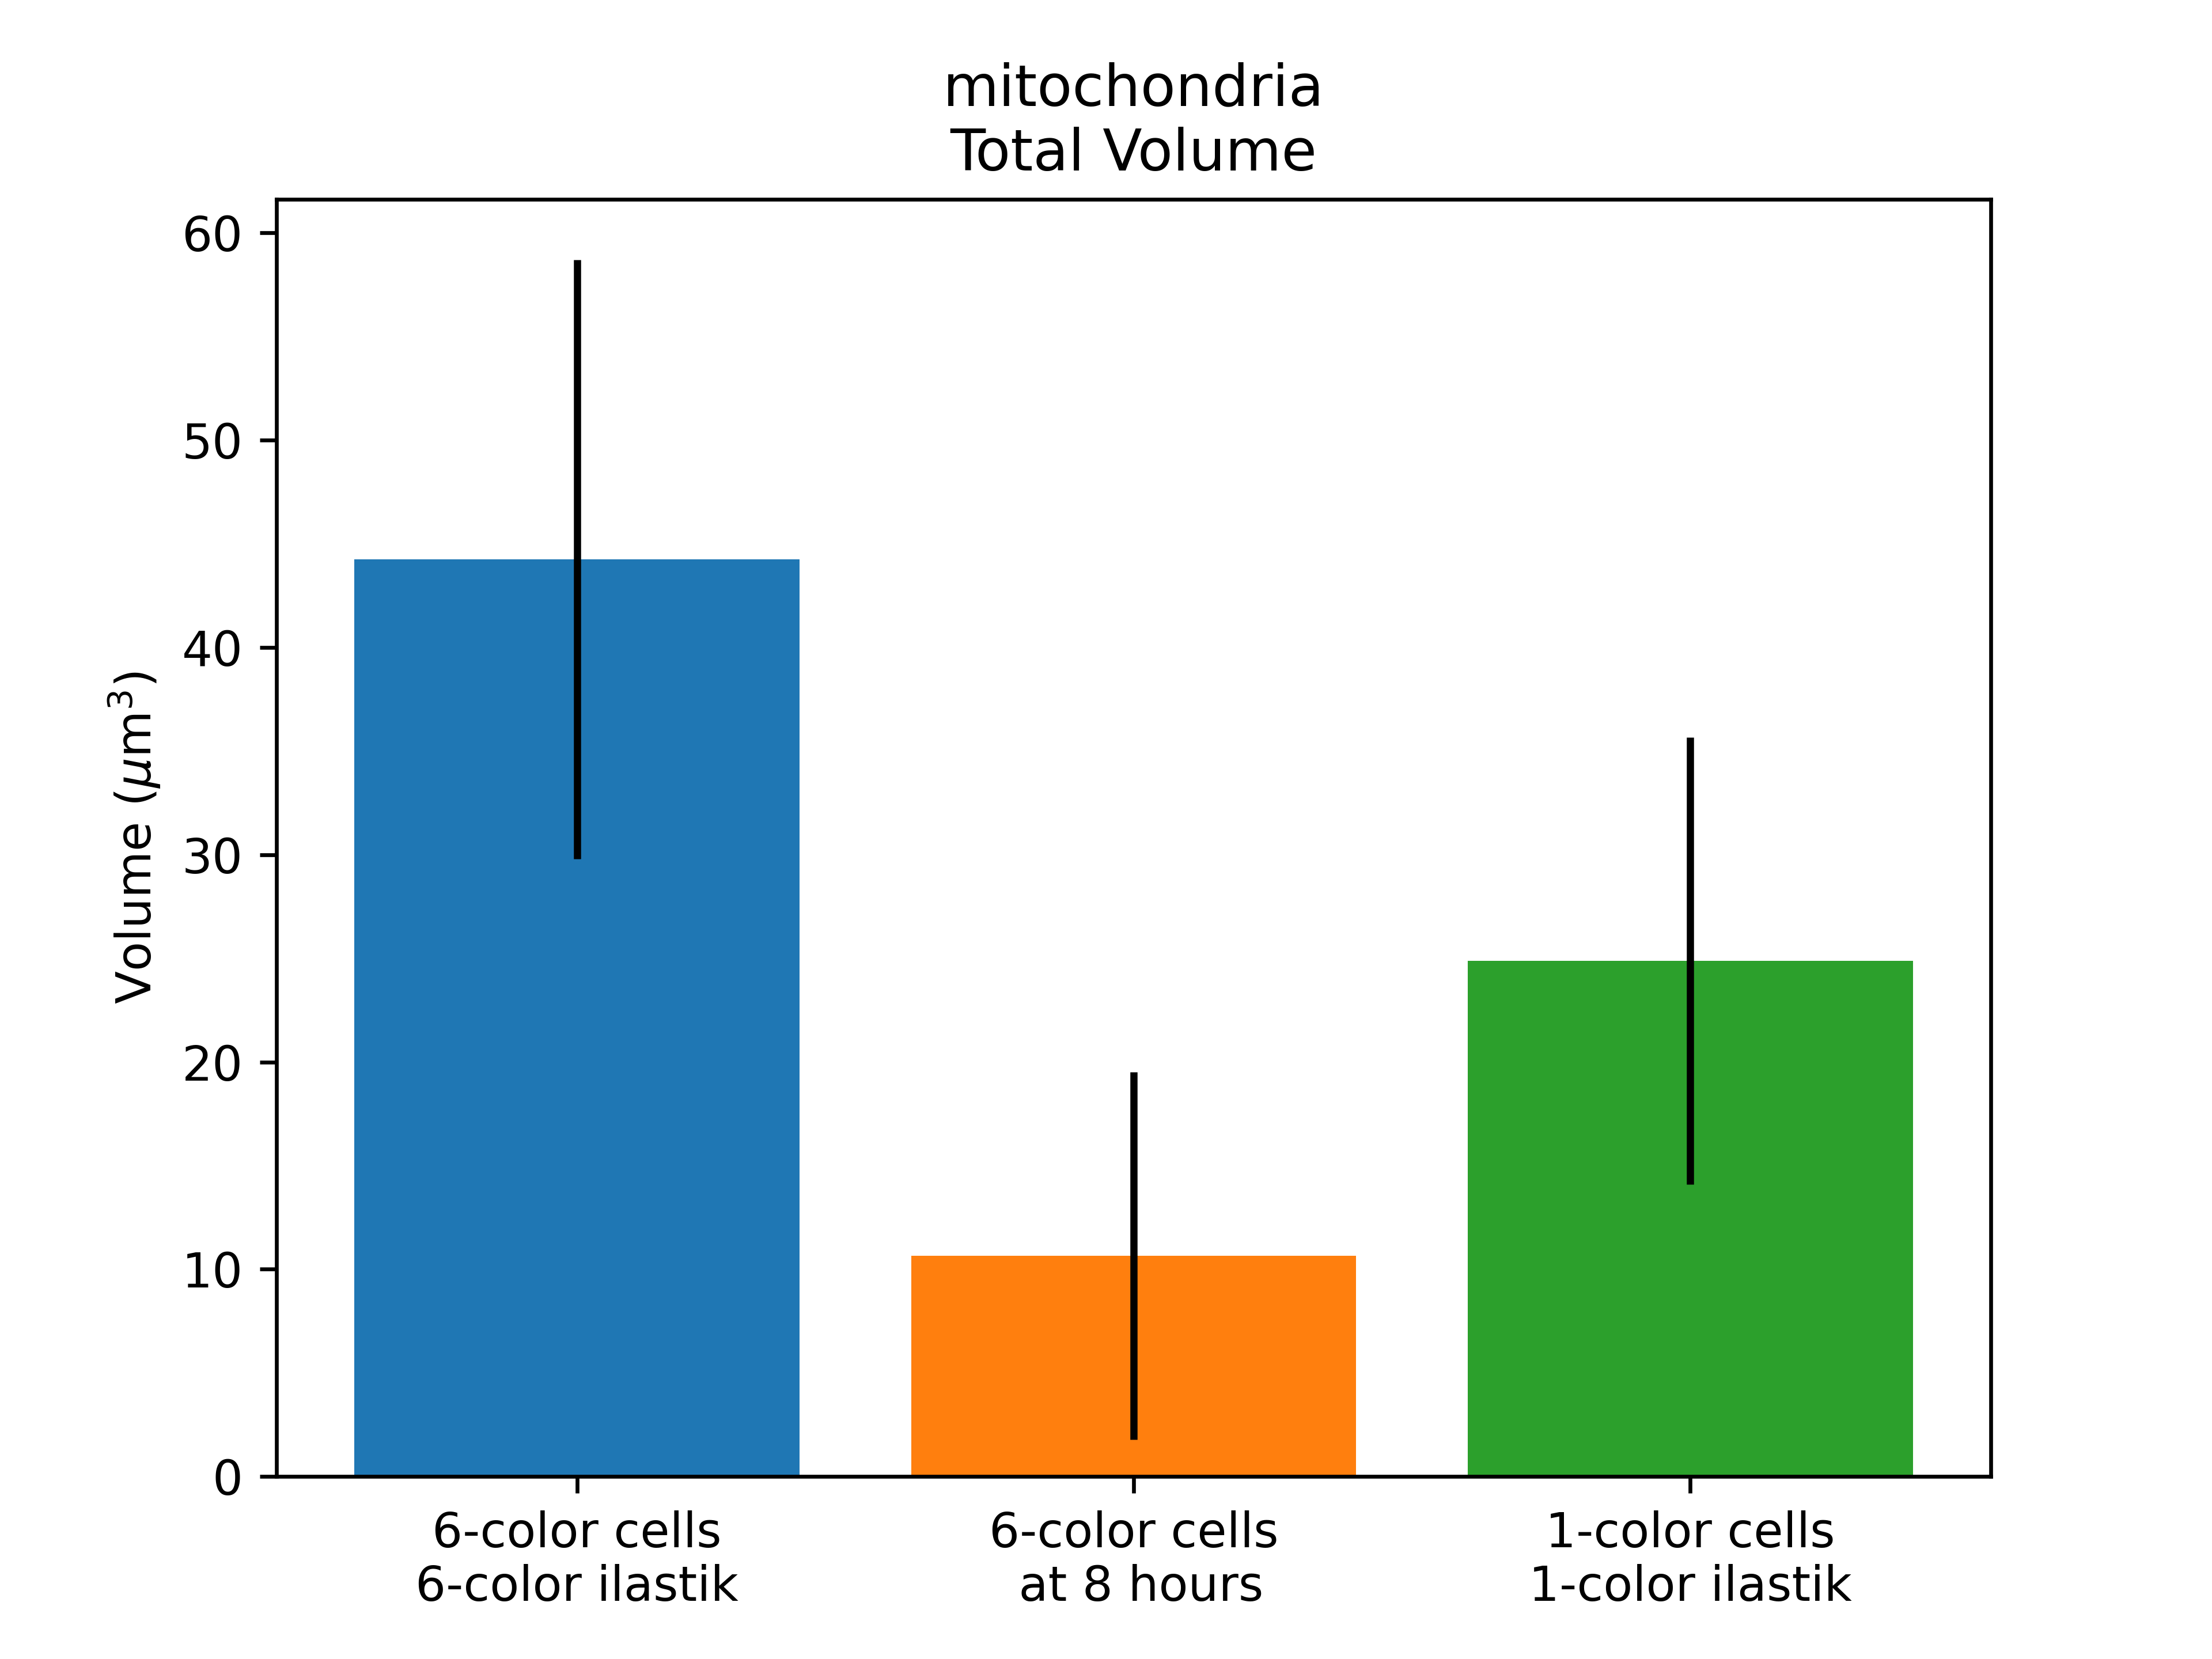 mitochondria
Total Volume
60
50
40
30
20
10
0
Volume (μm³)
6-color cells
6-color ilastik
6-color cells
at 8 hours
1-color cells
1-color ilastik